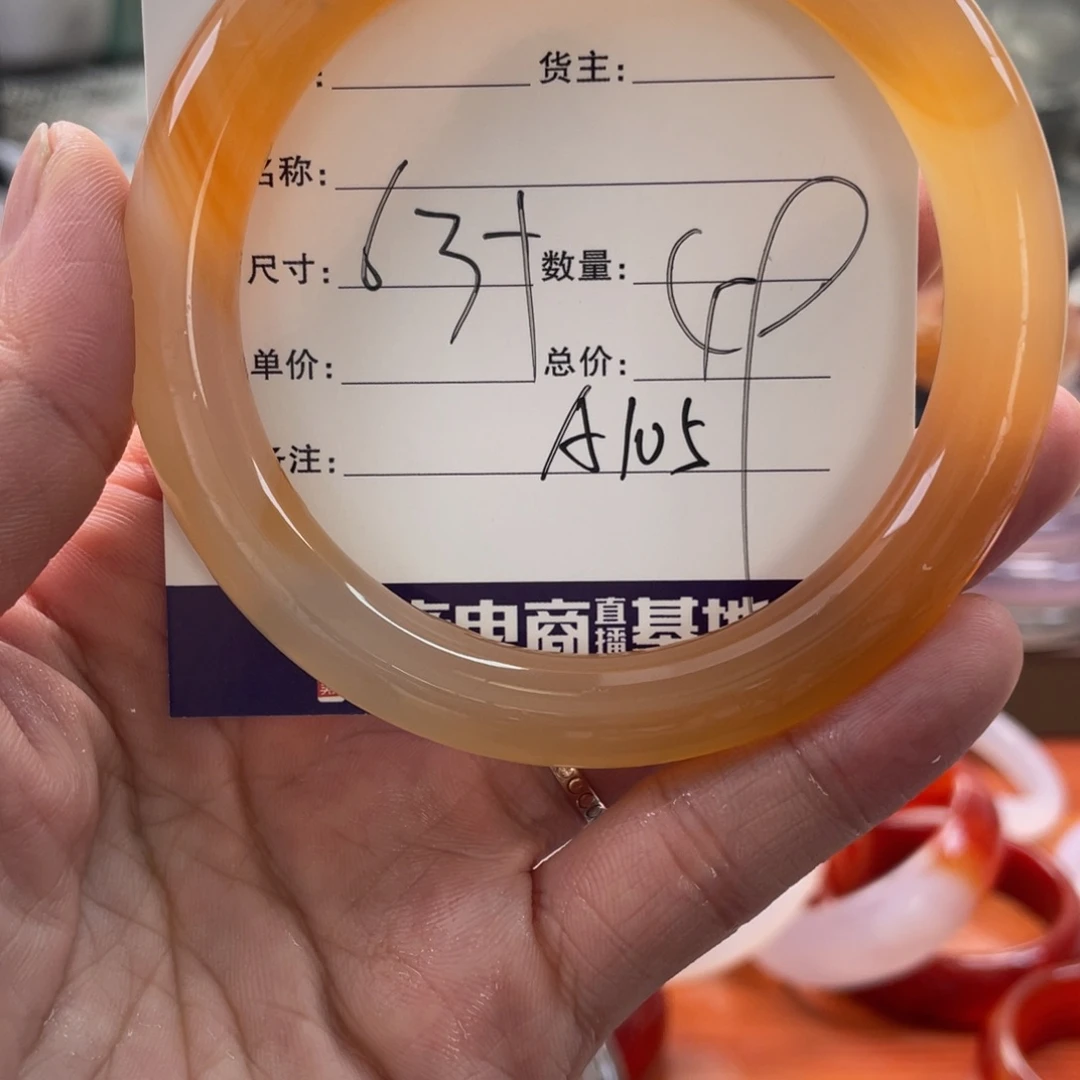 : 货主:
名称:
尺寸: 63+ 数量:
单价: 总价:
注: A105
电商直播基地